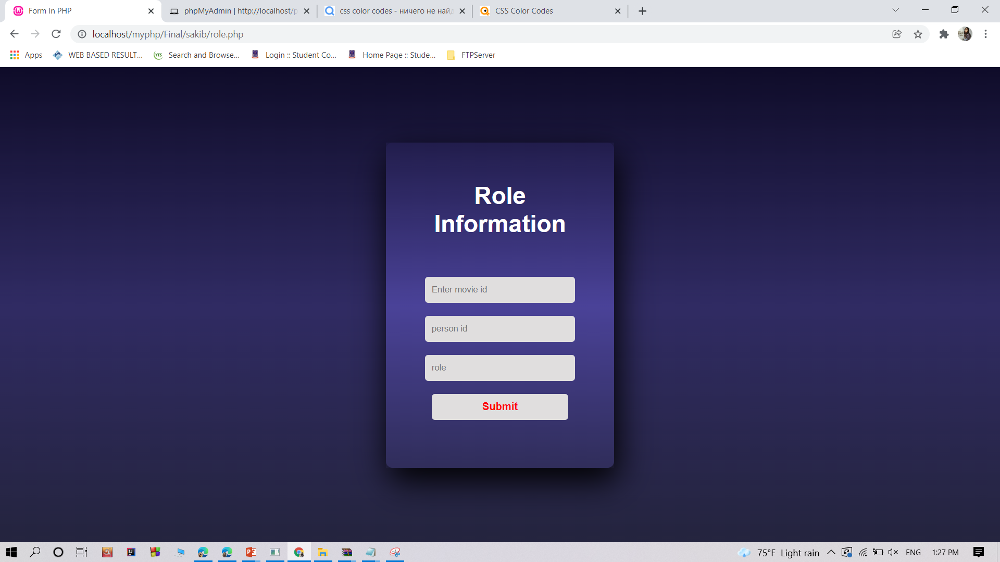 Form In PHP
phpMyAdmin | http://localhost/p
css color codes - ничего не найд
CSS Color Codes
localhost/myphp/Final/sakib/role.php
Apps
WEB BASED RESULT...
YTS
Search and Browse...
Login :: Student Co...
Home Page :: Stude...
FTPServer
Role
Information
Enter movie id
person id
role
Submit
75°F Light rain
ENG
1:27 PM